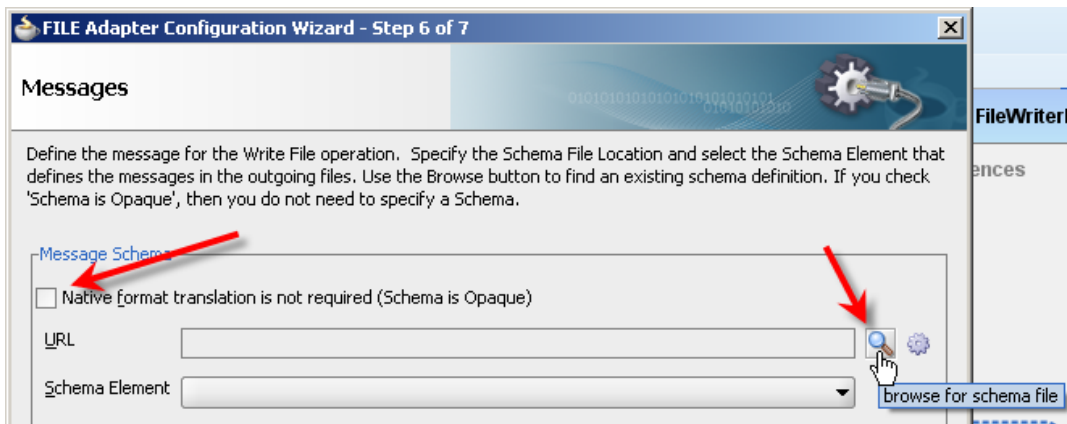 FILE Adapter Configuration Wizard - Step 6 of 7
Messages
0101010101010101010101010101
01010101010
FileWriter
Define the message for the Write File operation.  Specify the Schema File Location and select the Schema Element that
defines the messages in the outgoing files. Use the Browse button to find an existing schema definition. If you check
'Schema is Opaque', then you do not need to specify a Schema.
ences
Message Schema
Native format translation is not required (Schema is Opaque)
URL
Schema Element
browse for schema file